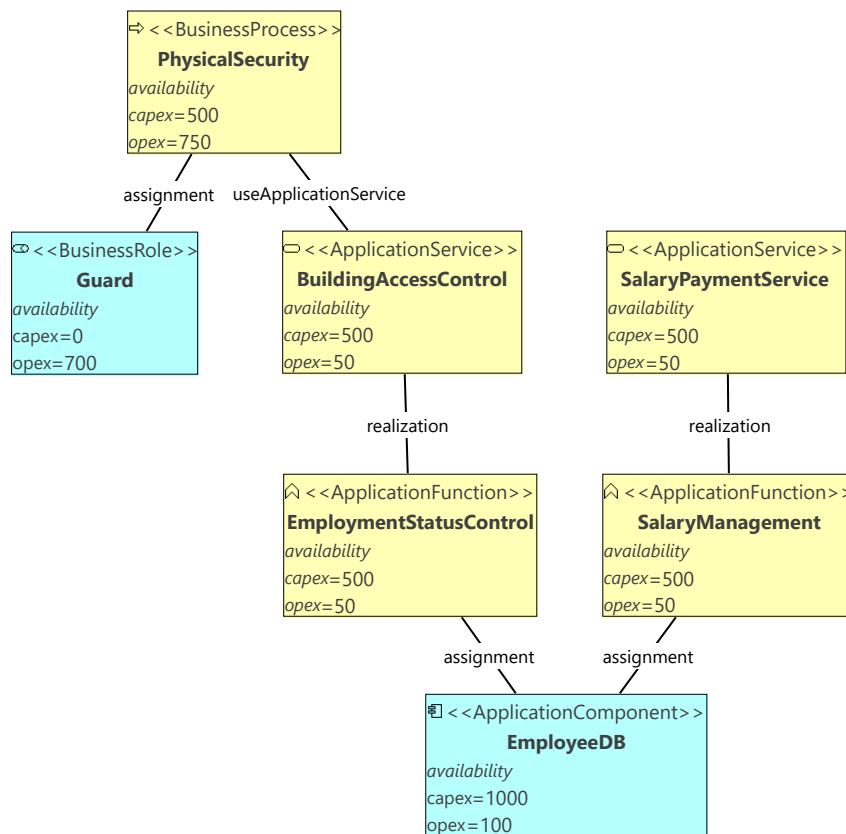 <<BusinessProcess>>
PhysicalSecurity
availability
capex=500
opex=750
assignment
useApplicationService
<<BusinessRole>>
Guard
availability
capex=0
opex=700
<<ApplicationService>>
BuildingAccessControl
availability
capex=500
opex=50
<<ApplicationService>>
SalaryPaymentService
availability
capex=500
opex=50
realization
realization
<<ApplicationFunction>>
EmploymentStatusControl
availability
capex=500
opex=50
<<ApplicationFunction>>
SalaryManagement
availability
capex=500
opex=50
assignment
assignment
<<ApplicationComponent>>
EmployeeDB
availability
capex=1000
opex=100